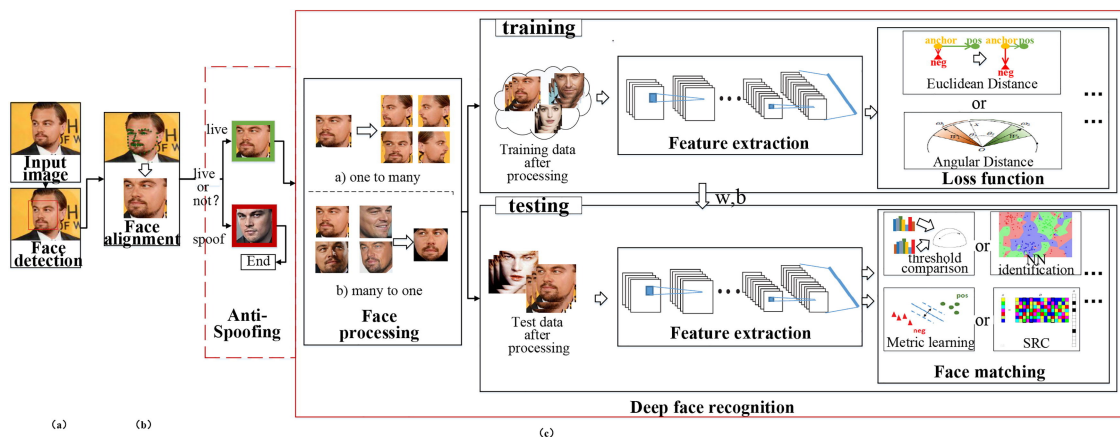 Input
image
Face
detection
Face
alignment
live
live
or
not?
spoof
End
Anti-
Spoofing
a) one to many
b) many to one
Face
processing
training
Training data
after
processing
Feature extraction
anchor
pos
neg
anchor
pos
neg
Euclidean Distance
or
Angular Distance
Loss function
w,b
testing
Test data
after
processing
Feature extraction
threshold
comparison
or
NN
identification
pos
neg
Metric learning
or
SRC
Face matching
Deep face recognition
(a)
(b)
(c)